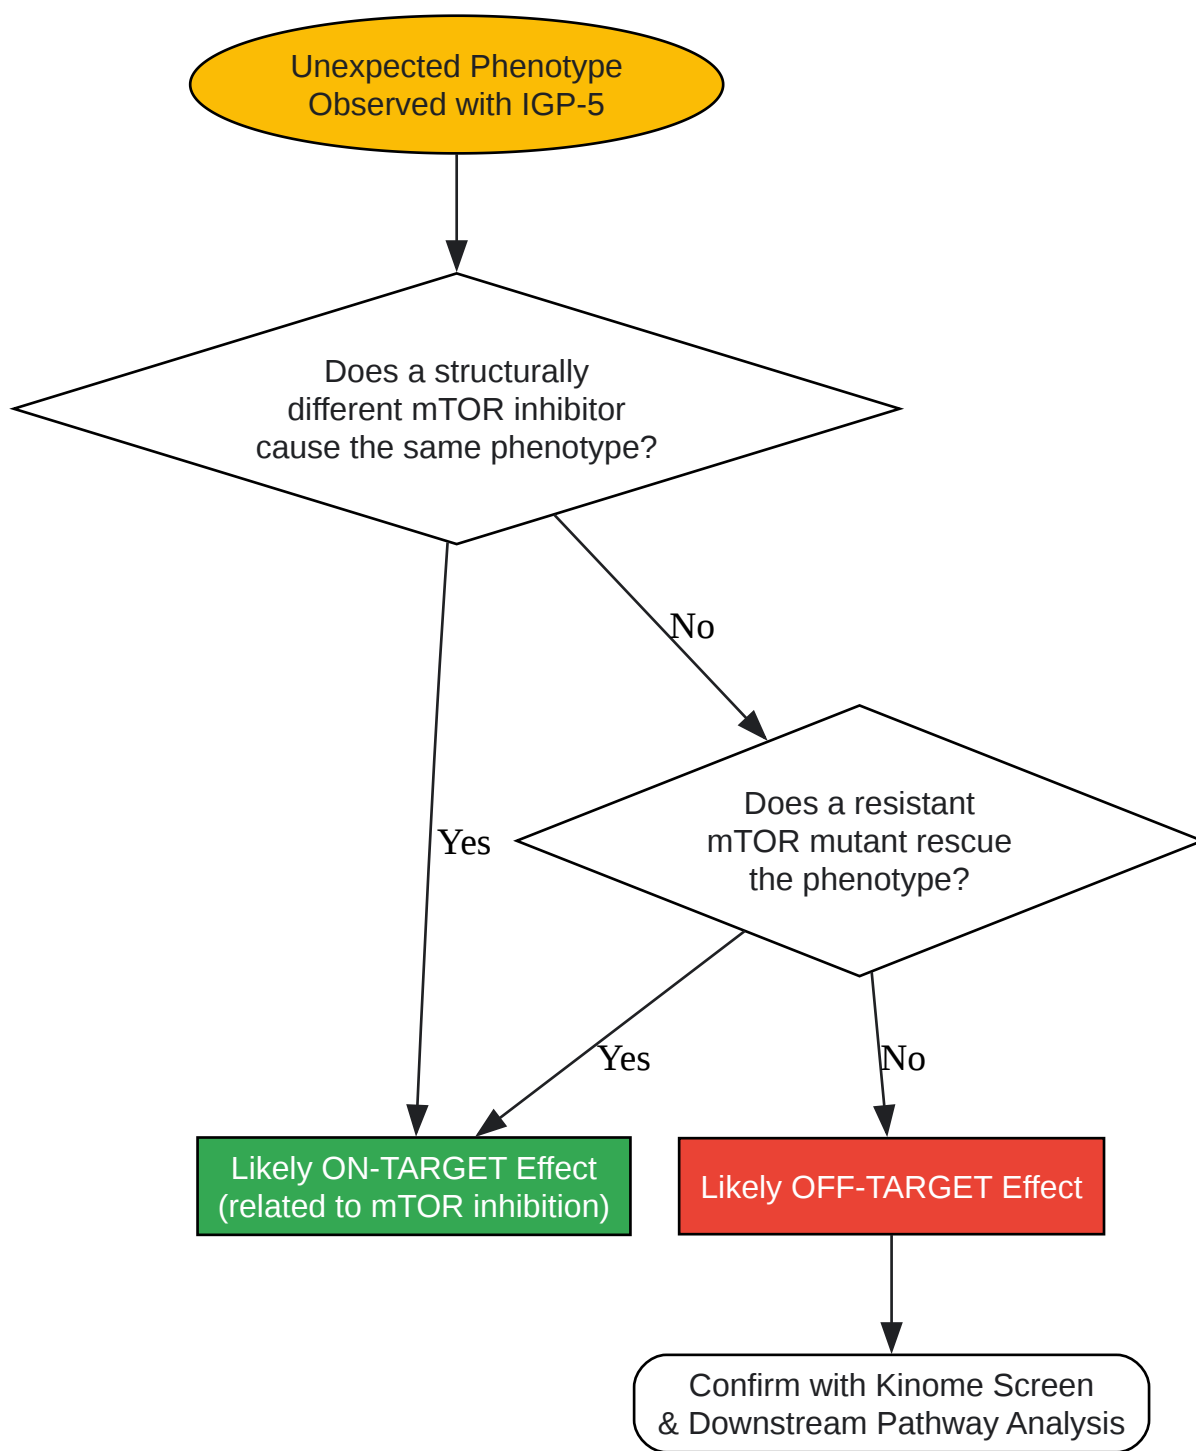 Unexpected Phenotype
Observed with IGP-5
Does a structurally
different mTOR inhibitor
cause the same phenotype?
No
Does a resistant
mTOR mutant rescue
the phenotype?
Yes
Yes
No
Likely ON-TARGET Effect
(related to mTOR inhibition)
Likely OFF-TARGET Effect
Confirm with Kinome Screen
& Downstream Pathway Analysis